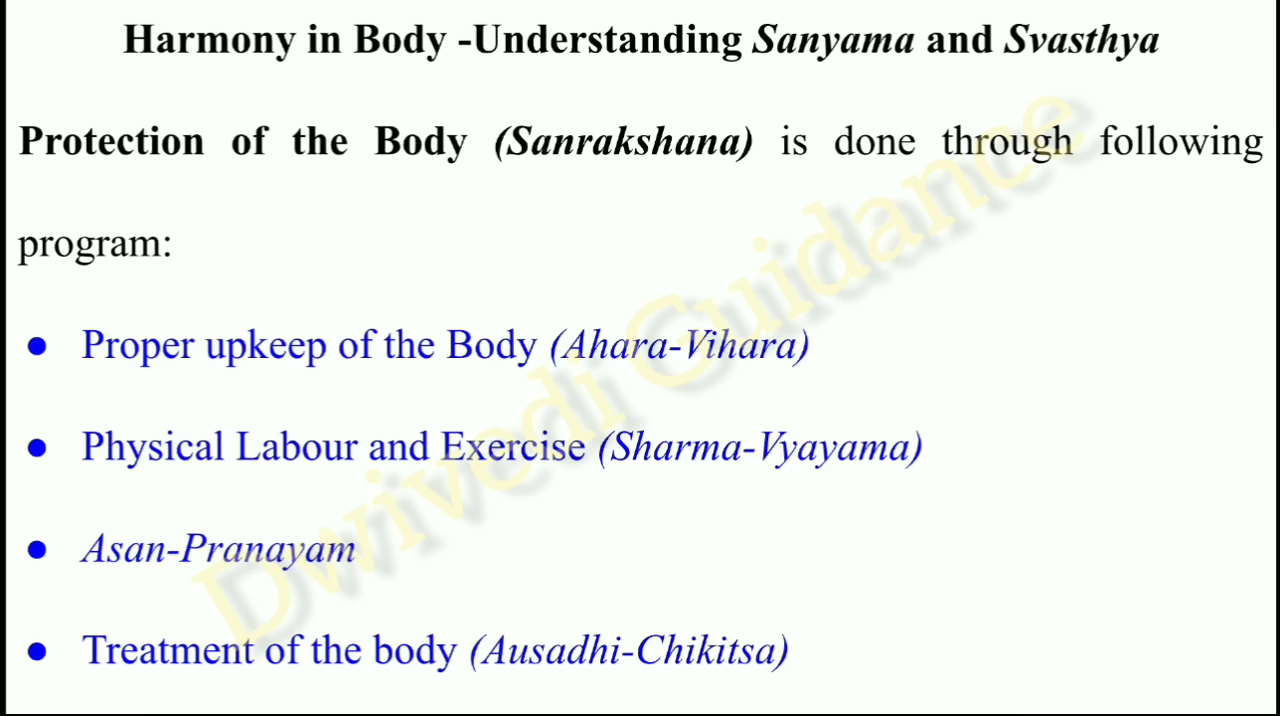 Harmony in Body -Understanding Sanyama and Svasthya
Protection of the Body (Sanrakshana) is done through following
program:
● Proper upkeep of the Body (Ahara-Vihara)
● Physical Labour and Exercise (Sharma-Vyayama)
● Asan-Pranayam
● Treatment of the body (Ausadhi-Chikitsa)
Dwivedi Guidance